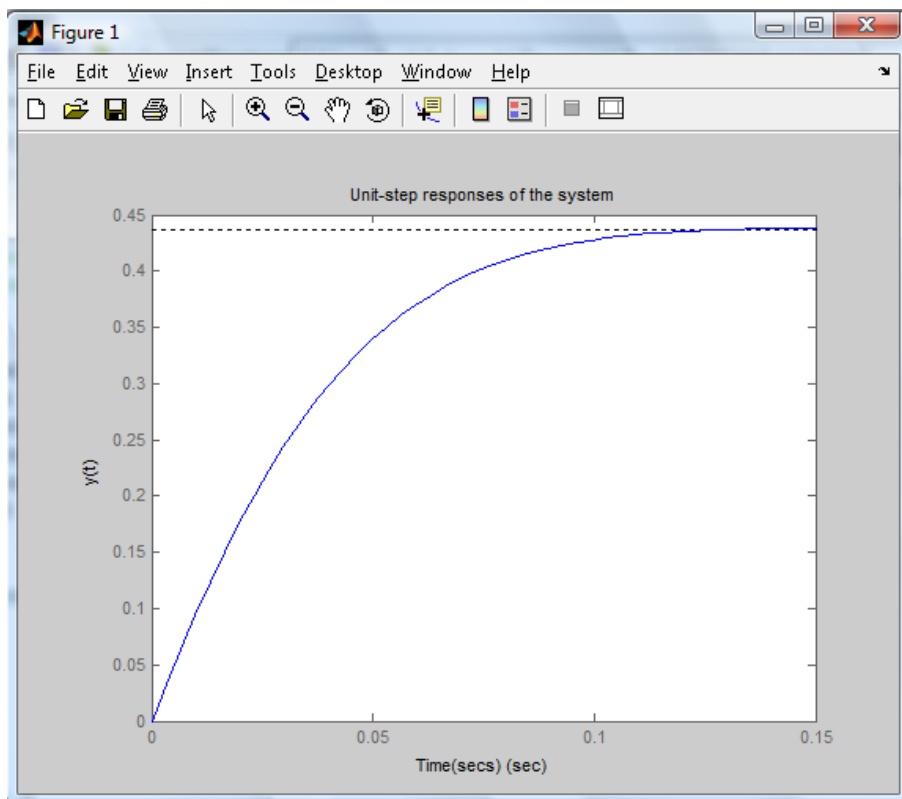 Figure 1
File Edit View Insert Tools Desktop Window Help
Unit-step responses of the system
0.45
0.4
0.35
0.3
0.25
0.2
0.15
0.1
0.05
0
y(t)
0 0.05 0.1 0.15
Time(secs) (sec)